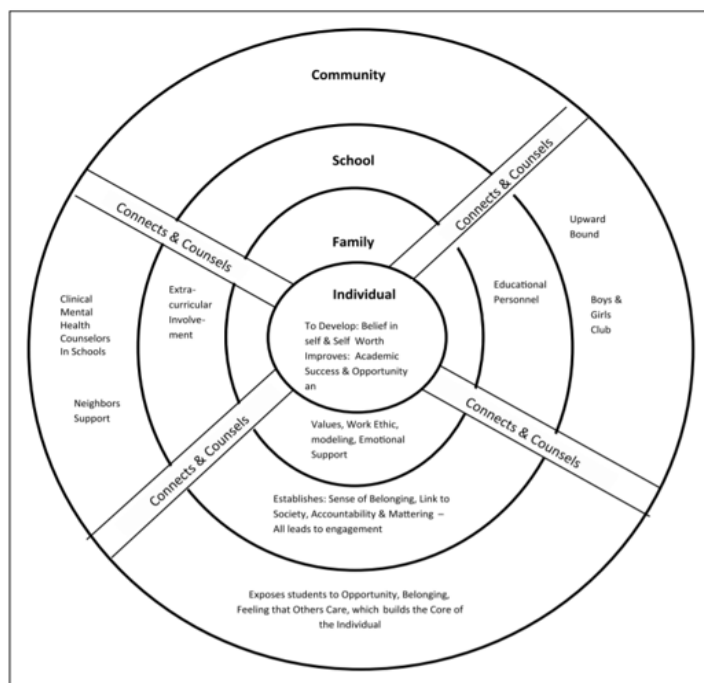 Community
School
Connects & Counsels
Connects & Counsels
Upward
Bound
Family
Individual
Educational
Personnel
Extra-
curricular
Involve-
ment
Clinical
Mental
Health
Counselors
In Schools
Boys &
Girls
Club
To Develop: Belief in
self & Self Worth
Improves: Academic
Success & Opportunity
an
Neighbors
Support
Values, Work Ethic,
modeling, Emotional
Support
Connects & Counsels
Connects & Counsels
Establishes: Sense of Belonging, Link to
Society, Accountability & Mattering –
All leads to engagement
Exposes students to Opportunity, Belonging,
Feeling that Others Care, which builds the Core of
the Individual